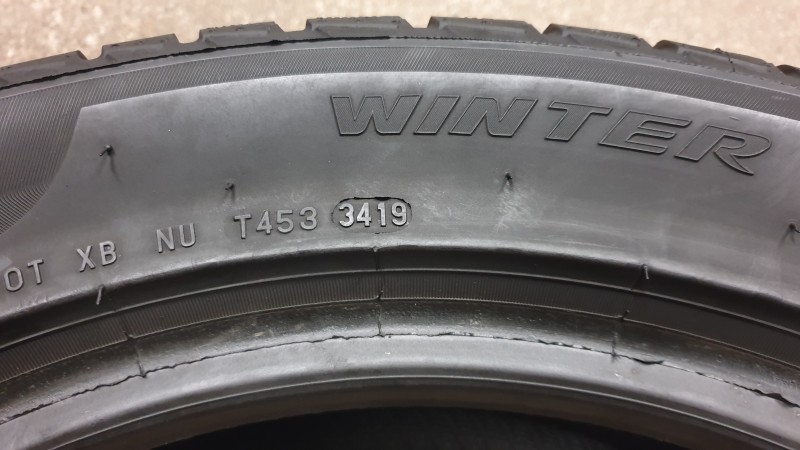 WINTER
OT XB NU T453 3419